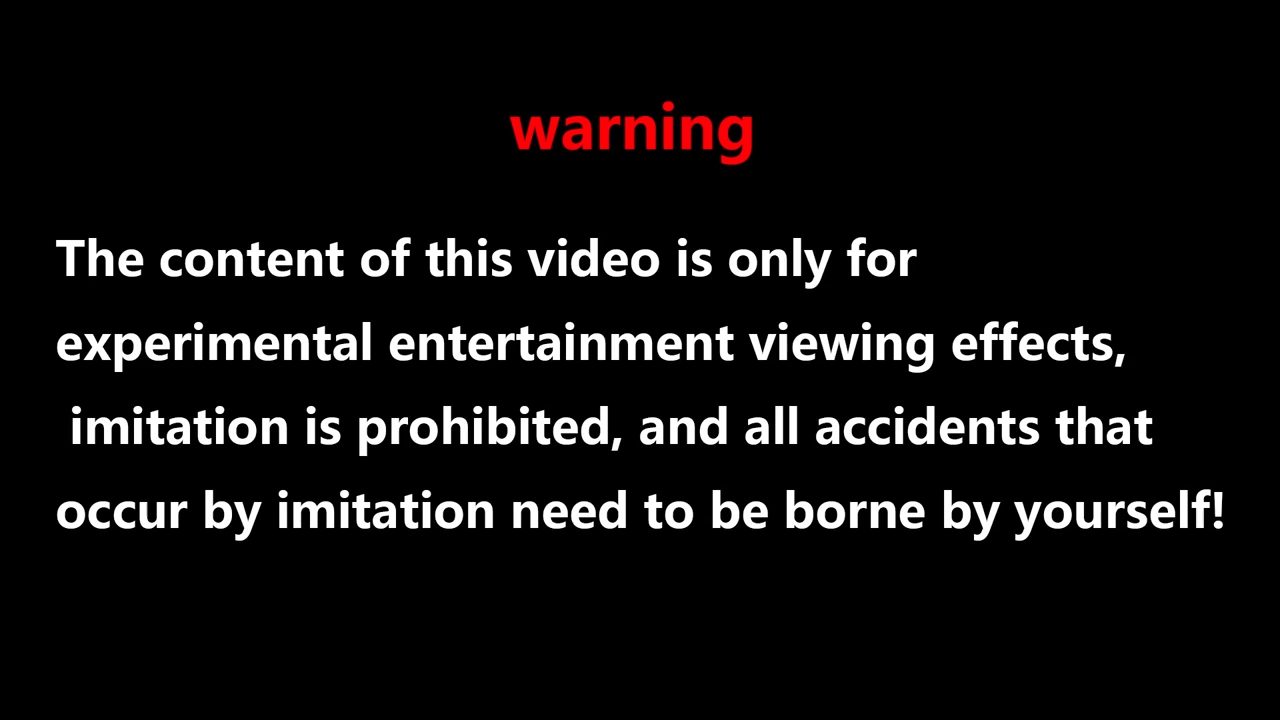 warning
The content of this video is only for
experimental entertainment viewing effects,
imitation is prohibited, and all accidents that
occur by imitation need to be borne by yourself!